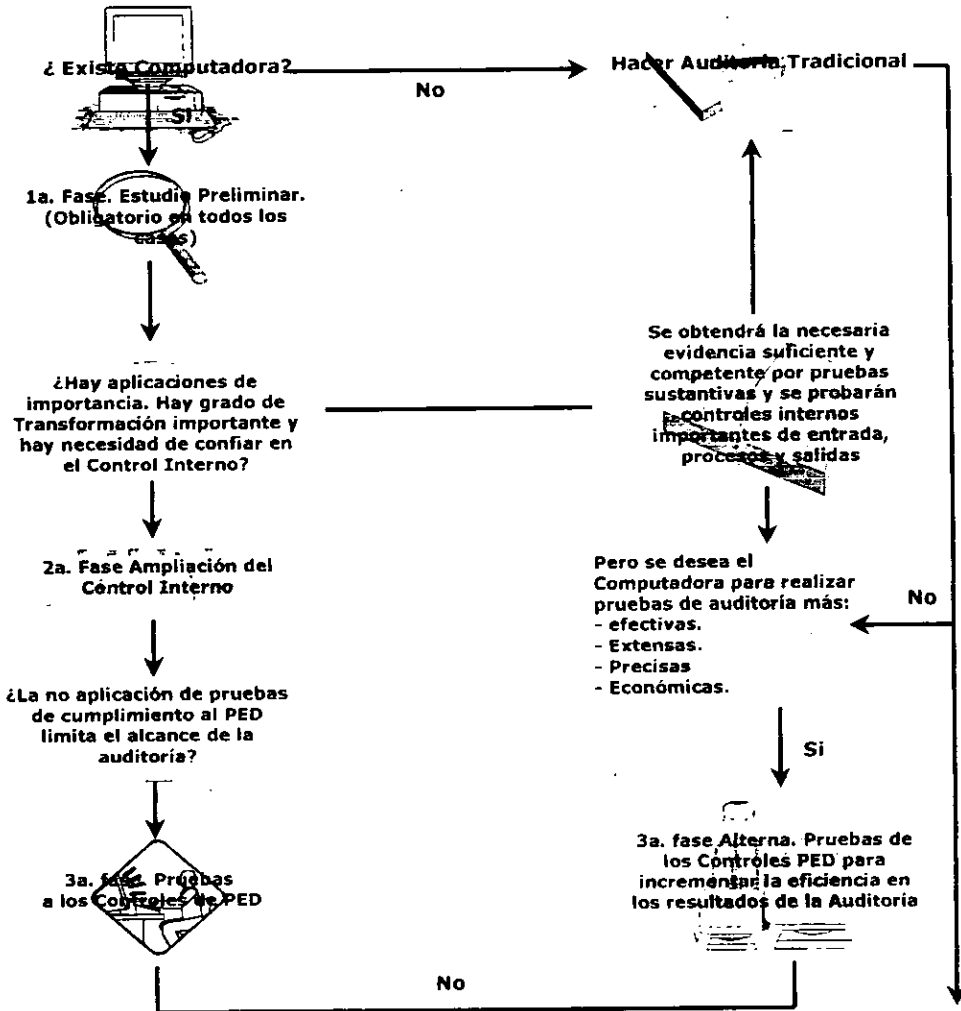 ¿ Existe Computadora?
No
Hacer Auditoría Tradicional
Si
1a. Fase. Estudio Preliminar.
(Obligatorio en todos los
casos)
¿Hay aplicaciones de
importancia. Hay grado de
Transformación importante y
hay necesidad de confiar en
el Control Interno?
Se obtendrá la necesaria
evidencia suficiente y
competente por pruebas
sustantivas y se probarán
controles internos
importantes de entrada,
procesos y salidas
2a. Fase Ampliación del
Control Interno
Pero se desea el
Computadora para realizar
pruebas de auditoría más:
- efectivas.
- Extensas.
- Precisas
- Económicas.
No
¿La no aplicación de pruebas
de cumplimiento al PED
limita el alcance de la
auditoría?
Si
3a. fase. Pruebas
a los Controles de PED
3a. fase Alterna. Pruebas de
los Controles PED para
incrementar la eficiencia en
los resultados de la Auditoría
No